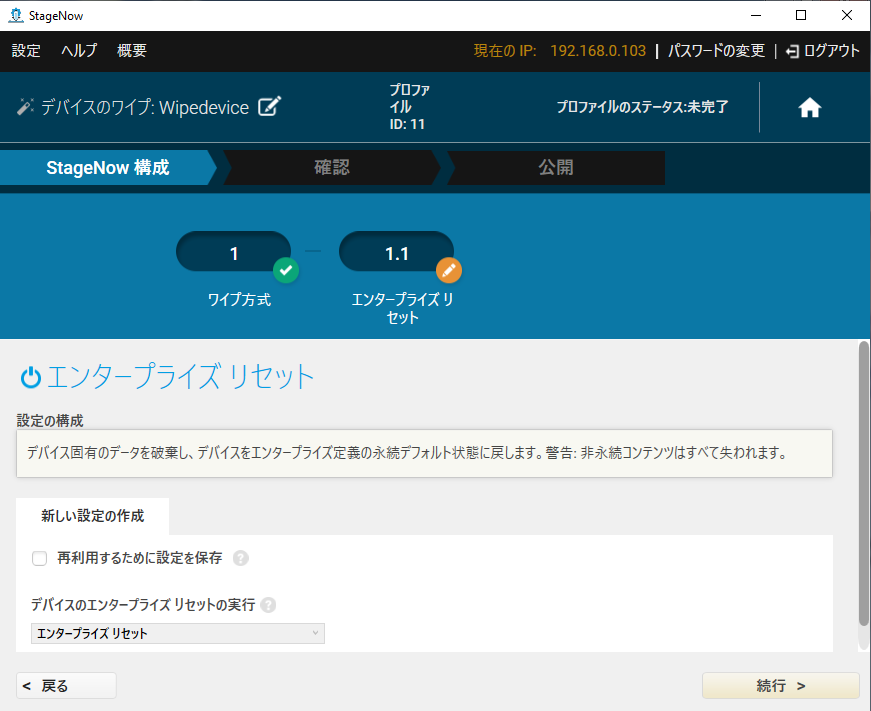 StageNow
設定 ヘルプ 概要 現在の IP: 192.168.0.103 | パスワードの変更 | ログアウト
デバイスのワイプ: Wipedevice
プロファ
イル
ID: 11
プロファイルのステータス:未完了
StageNow 構成 確認 公開
1 1.1
ワイプ方式 エンタープライズ リ
セット
エンタープライズ リセット
設定の構成
デバイス固有のデータを破棄し、デバイスをエンタープライズ定義の永続デフォルト状態に戻します。警告: 非永続コンテンツはすべて失われます。
新しい設定の作成
再利用するために設定を保存 ?
デバイスのエンタープライズ リセットの実行 ?
エンタープライズ リセット
< 戻る 続行 >